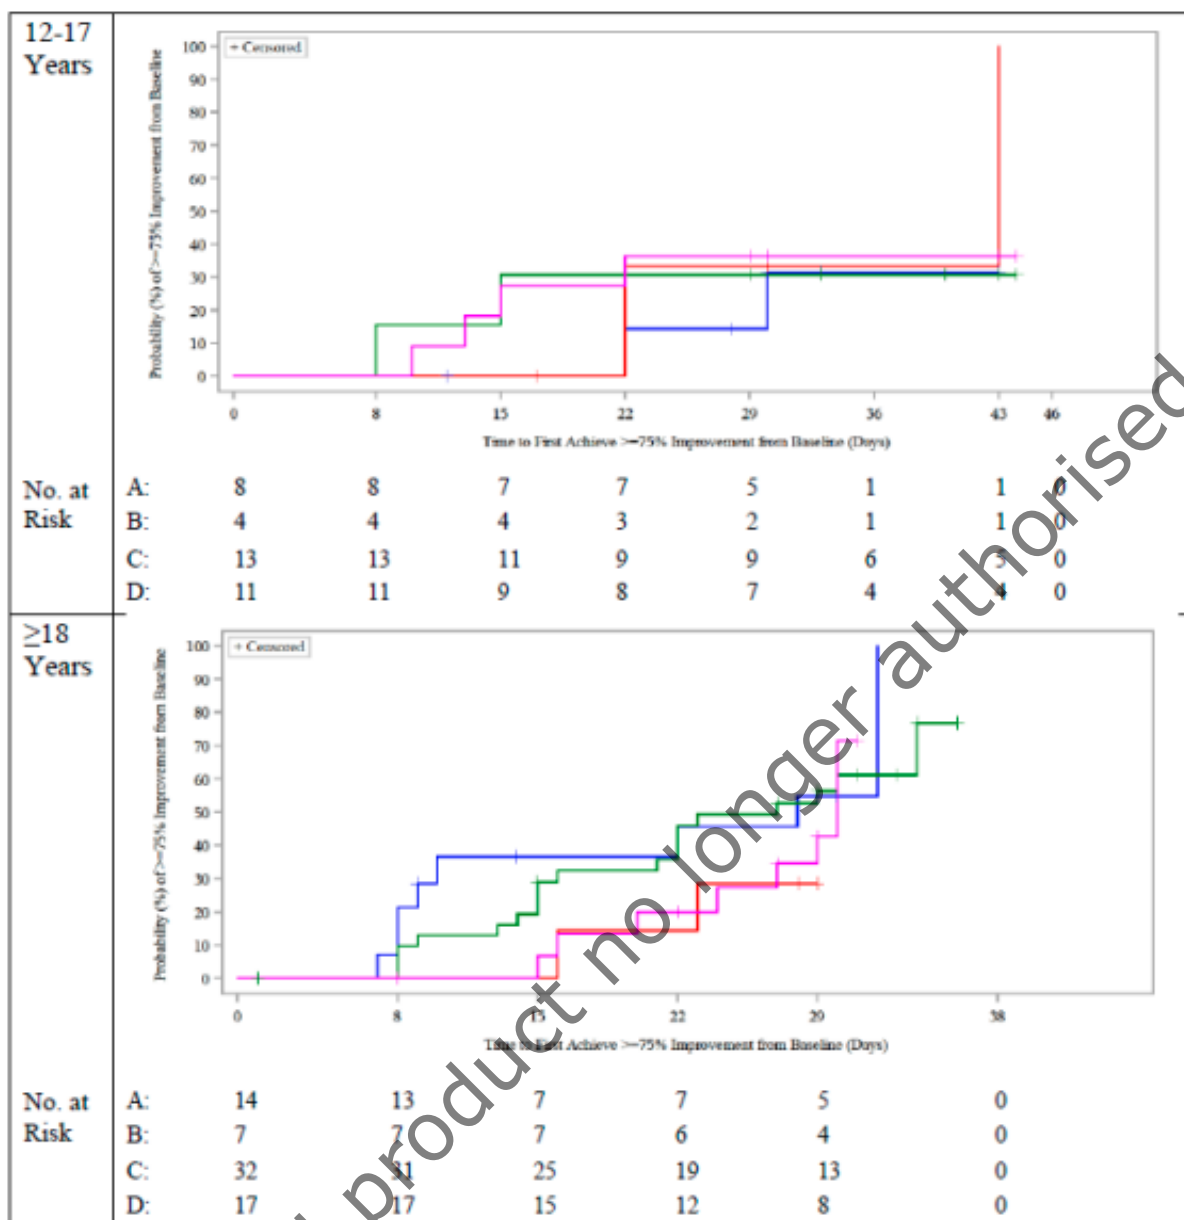 12-17
Years
+ Censored
Probability (%) of >=75% Improvement from Baseline
100
90
80
70
60
50
40
30
20
10
0
0 8 15 22 29 36 43 46
Time to First Achieve >=75% Improvement from Baseline (Days)
No. at
Risk
A: 8 8 7 7 5 1 1 0
B: 4 4 4 3 2 1 1 0
C: 13 13 11 9 9 6 5 0
D: 11 11 9 8 7 4 4 0
≥18
Years
+ Censored
Probability (%) of >=75% Improvement from Baseline
100
90
80
70
60
50
40
30
20
10
0
0 8 15 22 29 38
Time to First Achieve >=75% Improvement from Baseline (Days)
No. at
Risk
A: 14 13 7 7 5 0
B: 7 7 7 6 4 0
C: 32 31 25 19 13 0
D: 17 17 15 12 8 0
product no longer authorised